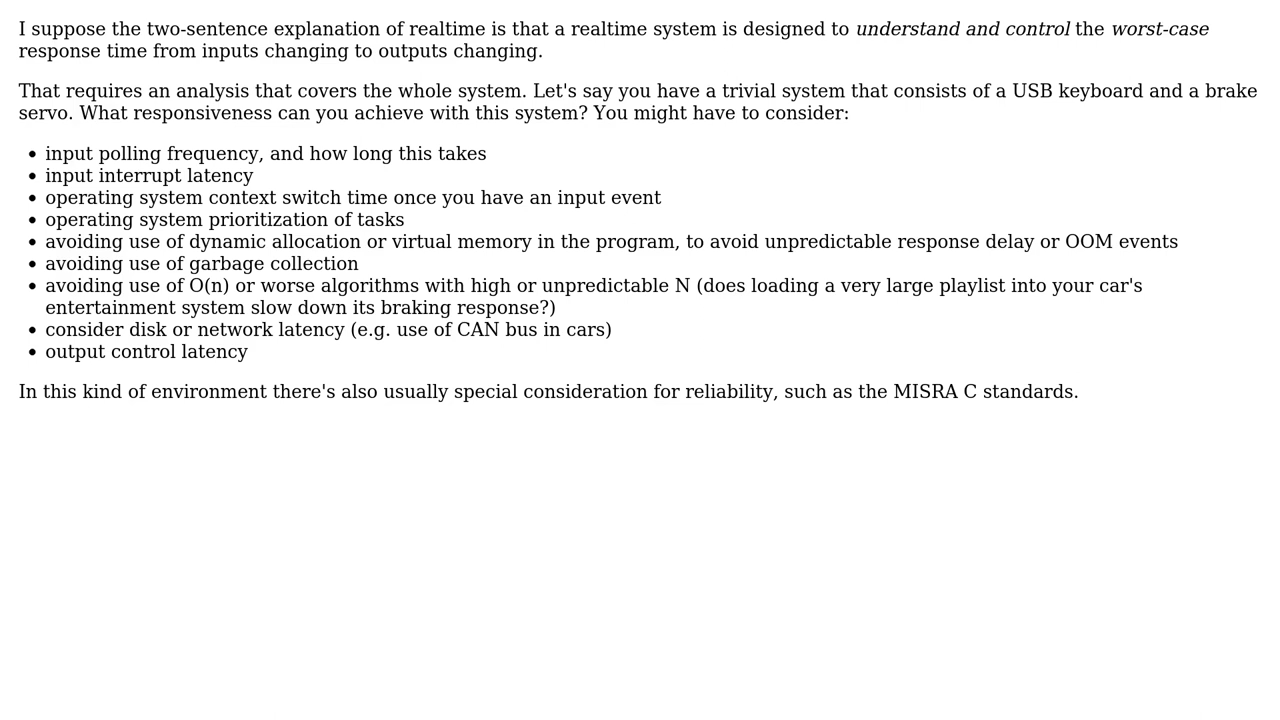 I suppose the two-sentence explanation of realtime is that a realtime system is designed to understand and control the worst-case
response time from inputs changing to outputs changing.
That requires an analysis that covers the whole system. Let's say you have a trivial system that consists of a USB keyboard and a brake
servo. What responsiveness can you achieve with this system? You might have to consider:
• input polling frequency, and how long this takes
• input interrupt latency
• operating system context switch time once you have an input event
• operating system prioritization of tasks
• avoiding use of dynamic allocation or virtual memory in the program, to avoid unpredictable response delay or OOM events
• avoiding use of garbage collection
• avoiding use of O(n) or worse algorithms with high or unpredictable N (does loading a very large playlist into your car's
entertainment system slow down its braking response?)
• consider disk or network latency (e.g. use of CAN bus in cars)
• output control latency
In this kind of environment there's also usually special consideration for reliability, such as the MISRA C standards.